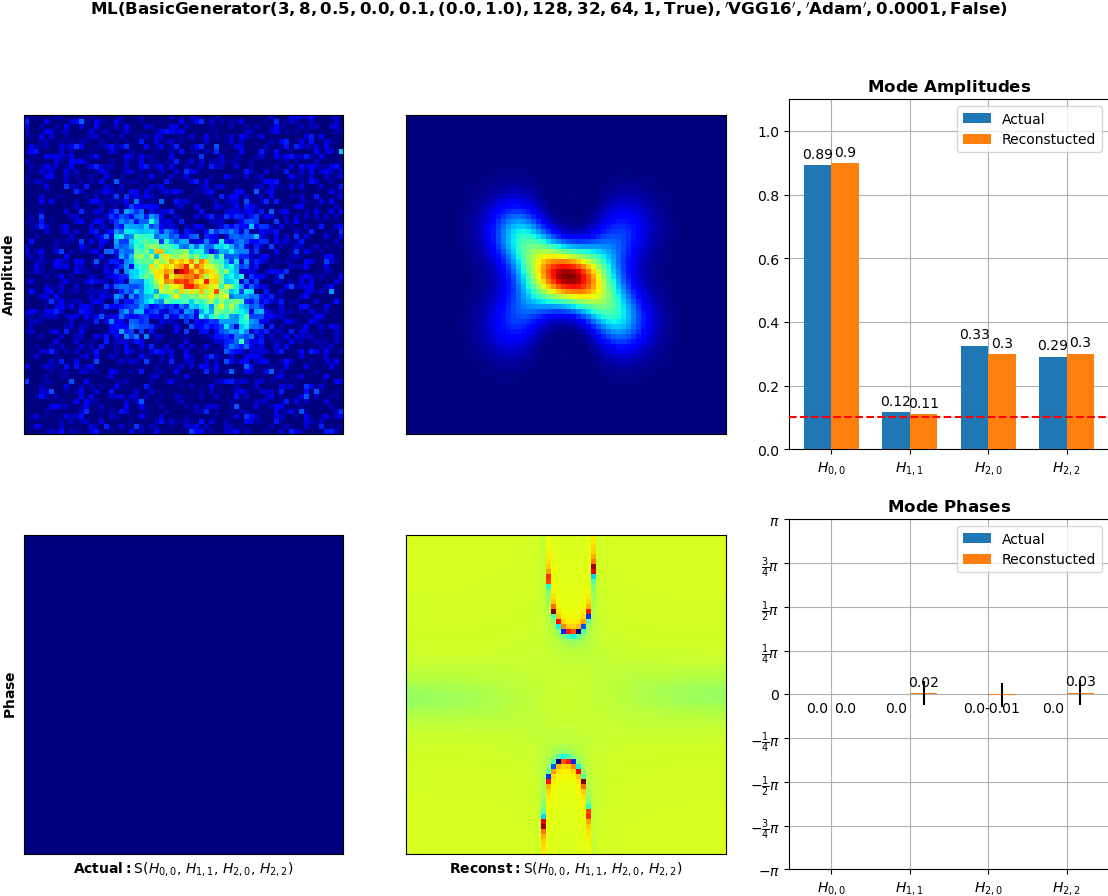 ML(BasicGenerator(3, 8, 0.5, 0.0, 0.1, (0.0, 1.0), 128, 32, 64, 1, True), ′VGG16′, ′Adam′, 0.0001, False)
Amplitude
Mode Amplitudes
Actual
Reconstucted
1.0
0.8
0.6
0.4
0.2
0.0
0.89
0.9
0.12
0.11
0.33
0.3
0.29
0.3
H0,0
H1,1
H2,0
H2,2
Phase
Actual: S(H0,0, H1,1, H2,0, H2,2)
Reconst: S(H0,0, H1,1, H2,0, H2,2)
Mode Phases
Actual
Reconstucted
π
3/4π
1/2π
1/4π
0
−1/4π
−1/2π
−3/4π
−π
0.0
0.0
0.0
0.02
0.0
-0.01
0.0
0.03
H0,0
H1,1
H2,0
H2,2